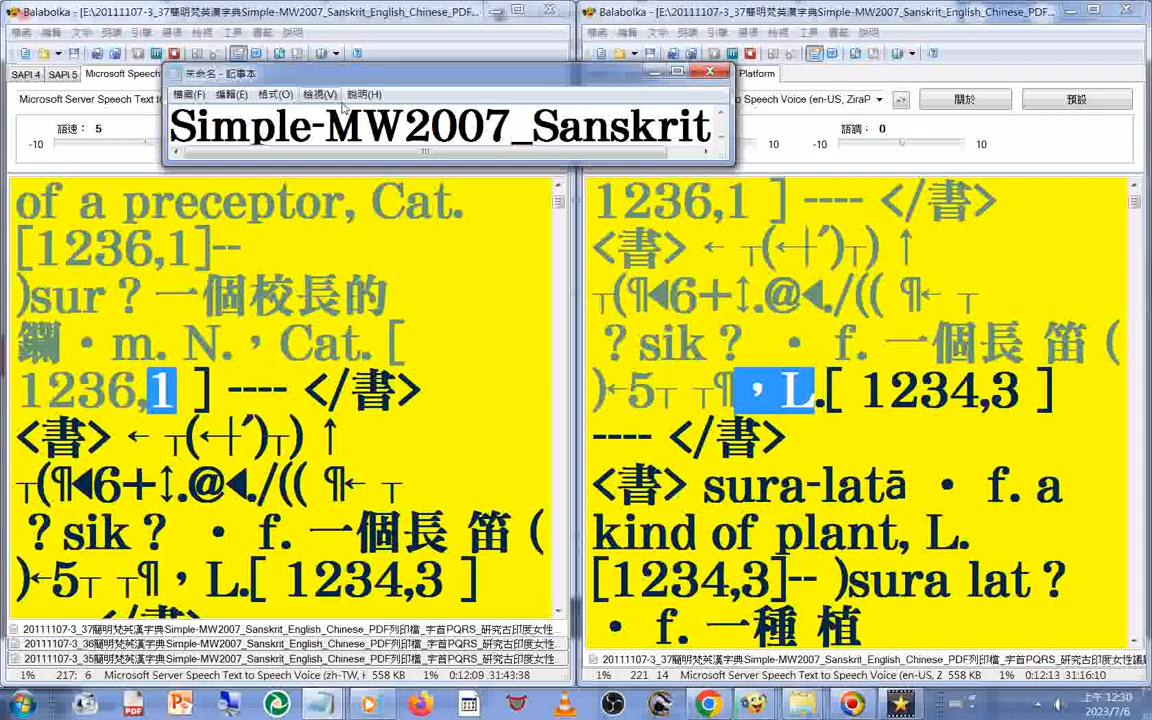 Balabolka - [E:\20111107-3_37簡明梵英漢字典Simple-MW2007_Sanskrit_English_Chinese_PDF...
Balabolka - [E:\20111107-3_37簡明梵英漢字典Simple-MW2007_Sanskrit_English_Chinese_PDF...
SAPI 4 SAPI 5 Microsoft Speech
Platform
未命名 - 記事本
檔案(F) 編輯(E) 格式(O) 檢視(V) 說明(H)
Simple-MW2007_Sanskrit
Microsoft Server Speech Text to
Speech Voice (en-US, ZiraP
關於
預設
語速： 5
-10
10
語調： 0
-10
10
of a preceptor, Cat.
[1236,1]--
)sur？一個校長的
鑭・m. N.，Cat. [
1236,1 ] ---- </書>
<書> ← ┬(←┼′)┬) ↑
┬(¶◀6+↕.@◀./(( ¶← ┬
？sik？ ・ f. 一個長 笛 (
)←5┬ ┬¶，L.[ 1234,3 ]
1236,1 ] ---- </書>
<書> ← ┬(←┼′)┬) ↑
┬(¶◀6+↕.@◀./(( ¶← ┬
？sik？ ・ f. 一個長 笛 (
)←5┬ ┬¶，L.[ 1234,3 ]
---- </書>
<書> sura-latā ・ f. a
kind of plant, L.
[1234,3]-- )sura lat？
・ f. 一種 植
20111107-3_37簡明梵英漢字典Simple-MW2007_Sanskrit_English_Chinese_PDF列印檔_字首PQRS_研究古印度女性...
20111107-3_36簡明梵英漢字典Simple-MW2007_Sanskrit_English_Chinese_PDF列印檔_字首PQRS_研究古印度女性...
20111107-3_35簡明梵英漢字典Simple-MW2007_Sanskrit_English_Chinese_PDF列印檔_字首PQRS_研究古印度女性...
20111107-3_37簡明梵英漢字典Simple-MW2007_Sanskrit_English_Chinese_PDF列印檔_字首PQRS_研究古印度女性議題
1% 217; 6 Microsoft Server Speech Text to Speech Voice (zh-TW, H 558 KB 1% 0:12:09 31:43:38
1% 221 14 Microsoft Server Speech Text to Speech Voice (en-US, Z 558 KB 1% 0:12:13 31:16:10
上午 12:30
2023/7/6